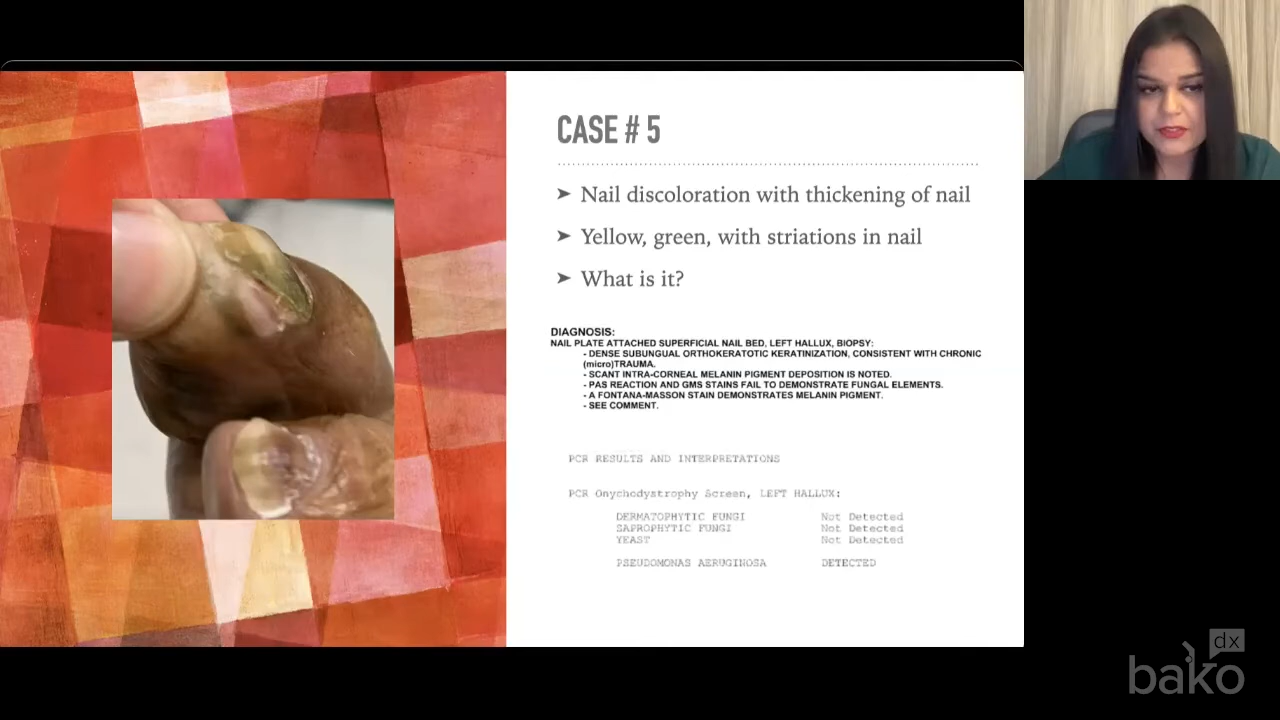 CASE # 5
➤ Nail discoloration with thickening of nail
➤ Yellow, green, with striations in nail
➤ What is it?
DIAGNOSIS:
NAIL PLATE ATTACHED SUPERFICIAL NAIL BED, LEFT HALLUX, BIOPSY:
- DENSE SUBUNGUAL ORTHOKERATOTIC KERATINIZATION, CONSISTENT WITH CHRONIC
(micro)TRAUMA.
- SCANT INTRA-CORNEAL MELANIN PIGMENT DEPOSITION IS NOTED.
- PAS REACTION AND GMS STAINS FAIL TO DEMONSTRATE FUNGAL ELEMENTS.
- A FONTANA-MASSON STAIN DEMONSTRATES MELANIN PIGMENT.
- SEE COMMENT.
PCR RESULTS AND INTERPRETATIONS
PCR Onychodystrophy Screen, LEFT HALLUX:
DERMATOPHYTIC FUNGI Not Detected
SAPROPHYTIC FUNGI Not Detected
YEAST Not Detected
PSEUDOMONAS AERUGINOSA DETECTED
dx
bako